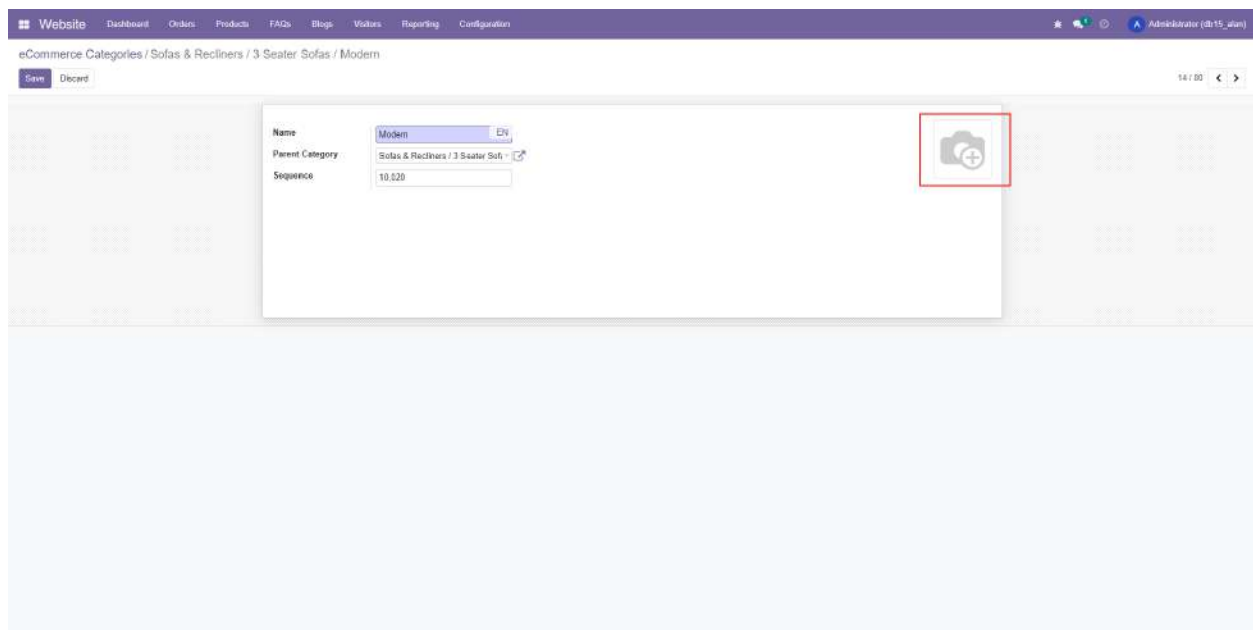 Website Dashboard Orders Products FAQs Blogs Visitors Reporting Configuration 1 A Administrator (db15_alan)
eCommerce Categories / Sofas & Recliners / 3 Seater Sofas / Modern
Save Discard 14 / 80
Name Modern EN
Parent Category Sofas & Recliners / 3 Seater Sofa
Sequence 10,020